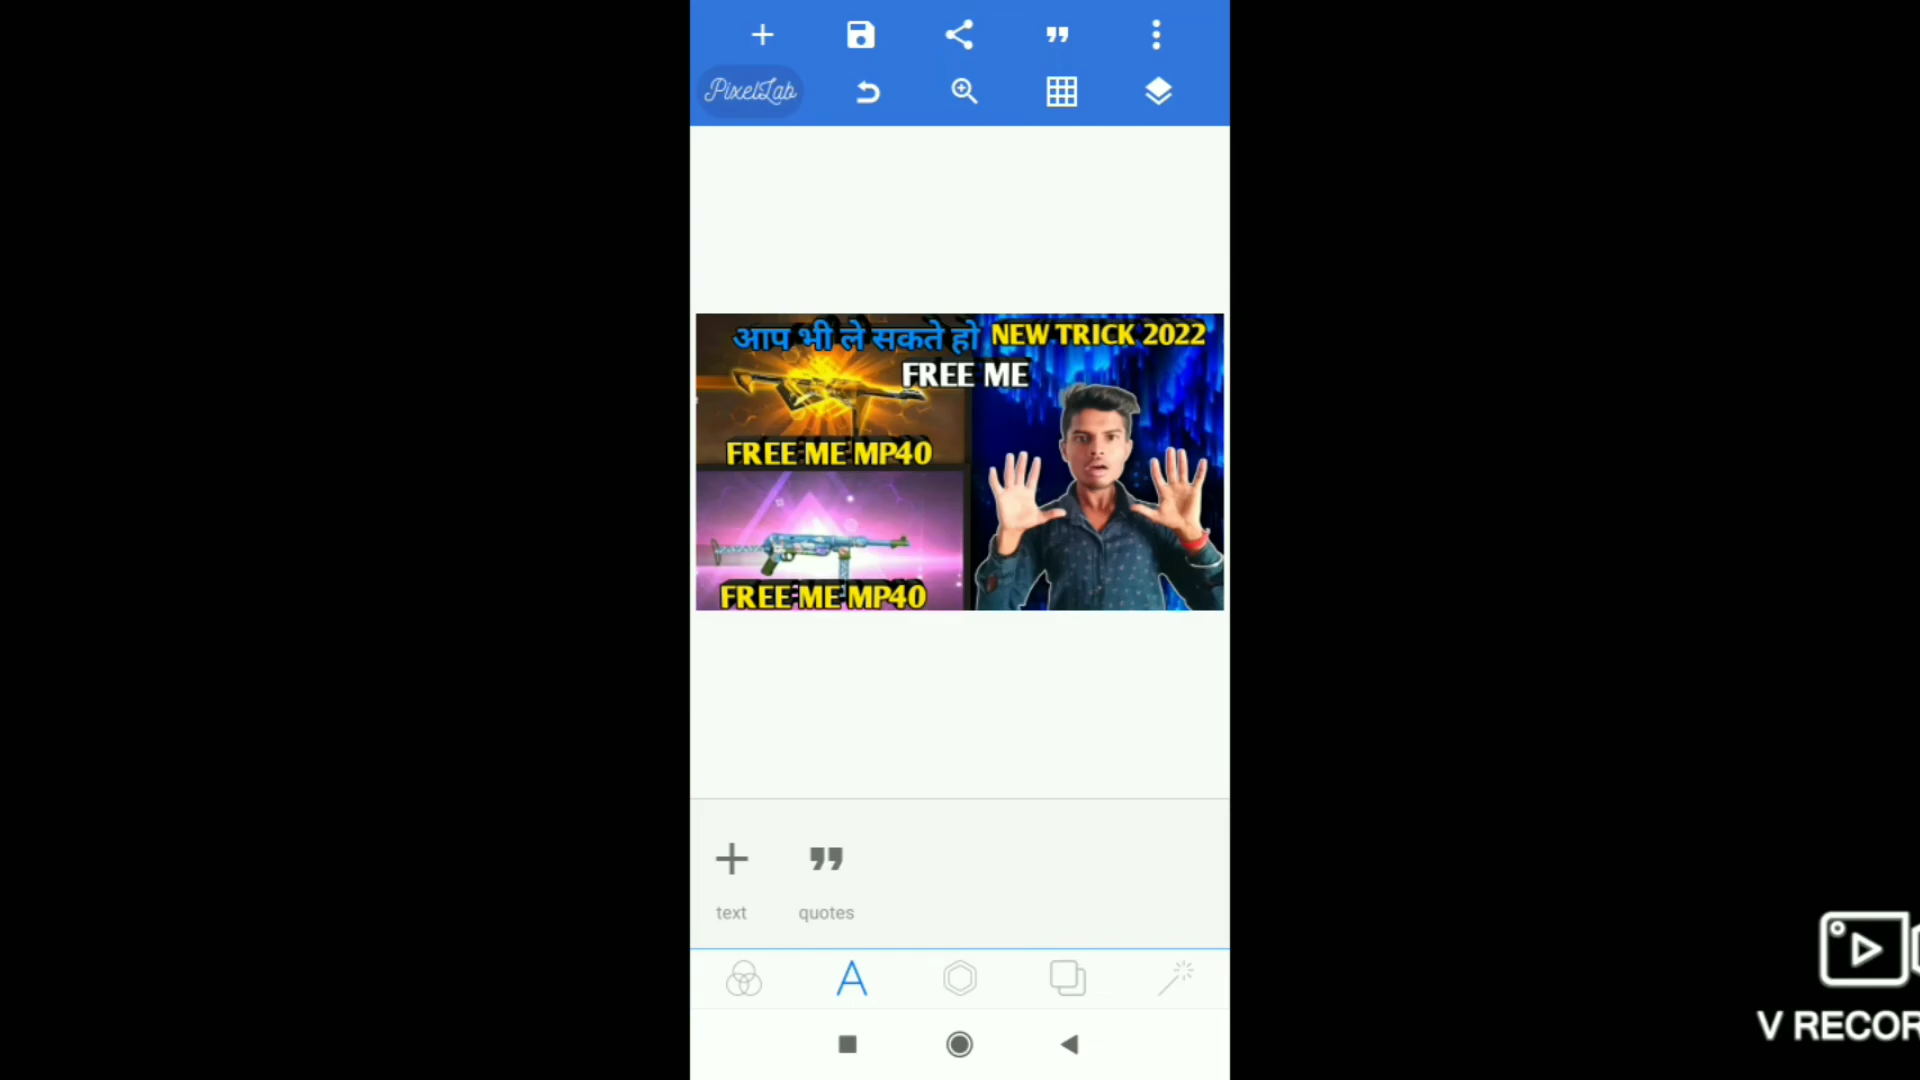 PixelLab
आप भी ले सकते हो NEW TRICK 2022
FREE ME
FREE ME MP40
FREE ME MP40
text quotes
V RECOR